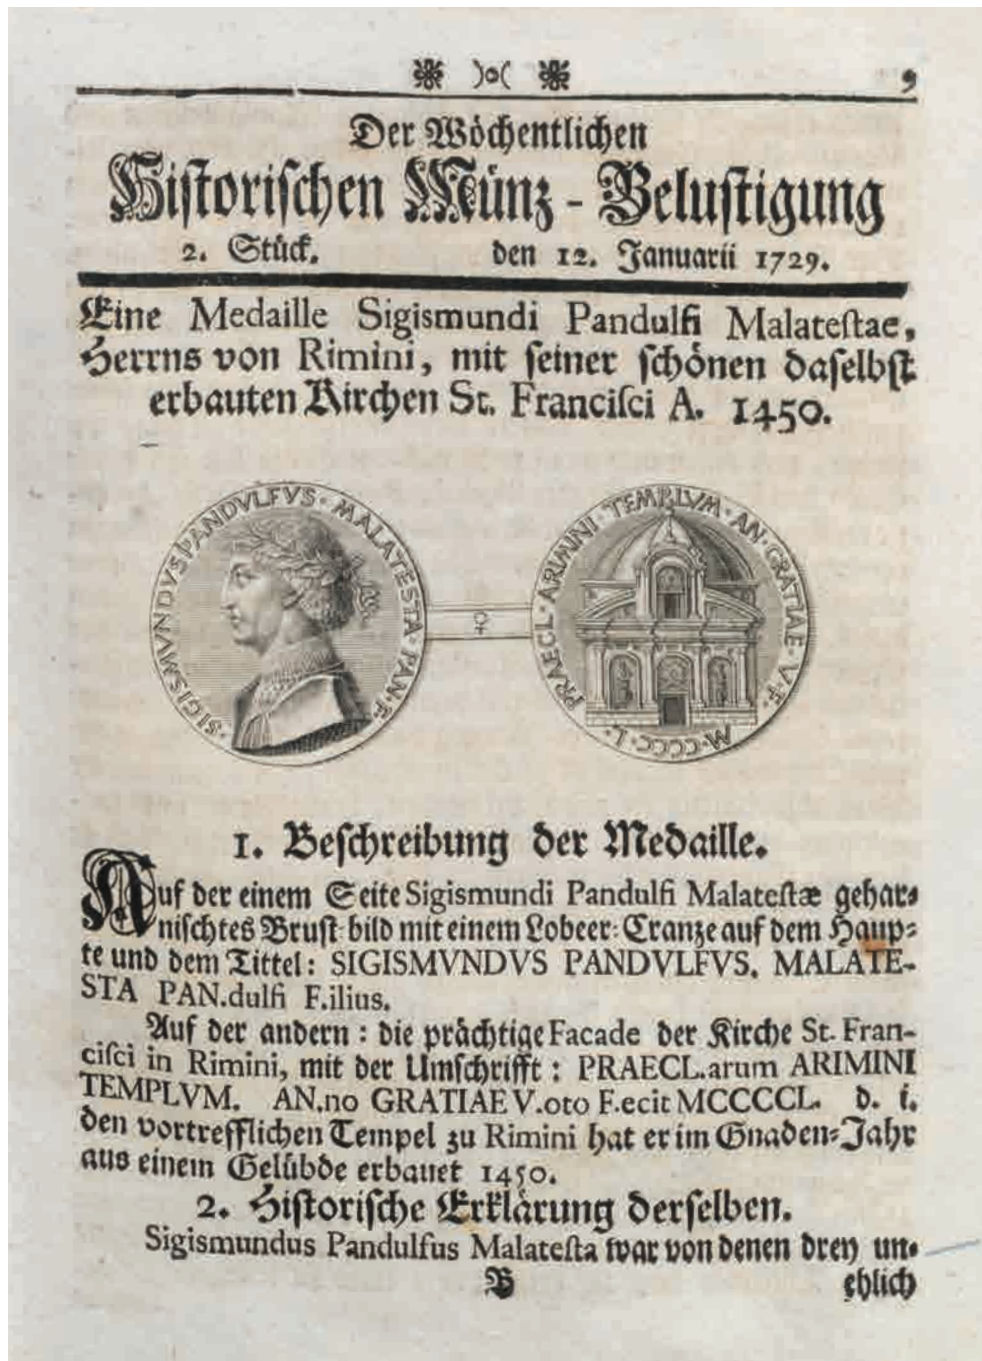 9
Der Wöchentlichen
Historischen Münz-Belustigung
2. Stück. den 12. Januarii 1729.
Eine Medaille Sigismundi Pandulfi Malatestae,
Herrns von Rimini, mit seiner schönen daselbst
erbauten Kirchen St. Francisci A. 1450.
·SIGISMVNDVS PANDVLFVS· MALATESTA·PAN·F·
♀
PRAECL·ARIMINI·TEMPLVM·AN·GRATIAE·V·F·
M·CCCC·L·
1. Beschreibung der Medaille.
Auf der einem Seite Sigismundi Pandulfi Malatestæ gehar-
nischtes Brust-bild mit einem Lobeer-Cranze auf dem Haup-
te und dem Tittel: SIGISMVNDVS PANDVLFVS. MALATE-
STA PAN.dulfi F.ilius.
Auf der andern: die prächtige Facade der Kirche St. Fran-
cisci in Rimini, mit der Umschrifft: PRAECL.arum ARIMINI
TEMPLVM. AN.no GRATIAE V.oto F.ecit MCCCCL. d. i.
den vortrefflichen Tempel zu Rimini hat er im Gnaden-Jahr
aus einem Gelübde erbauet 1450.
2. Historische Erklärung derselben.
Sigismundus Pandulfus Malatesta war von denen drey un-
B ehlich